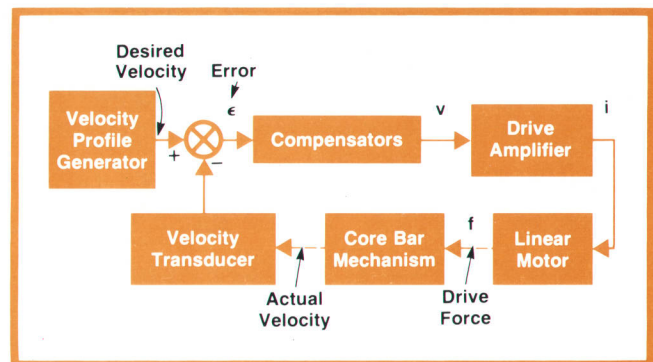 Desired
Velocity
Error
Velocity
Profile
Generator
+
−
ϵ
Compensators
v
Drive
Amplifier
i
Velocity
Transducer
Core Bar
Mechanism
f
Linear
Motor
Actual
Velocity
Drive
Force